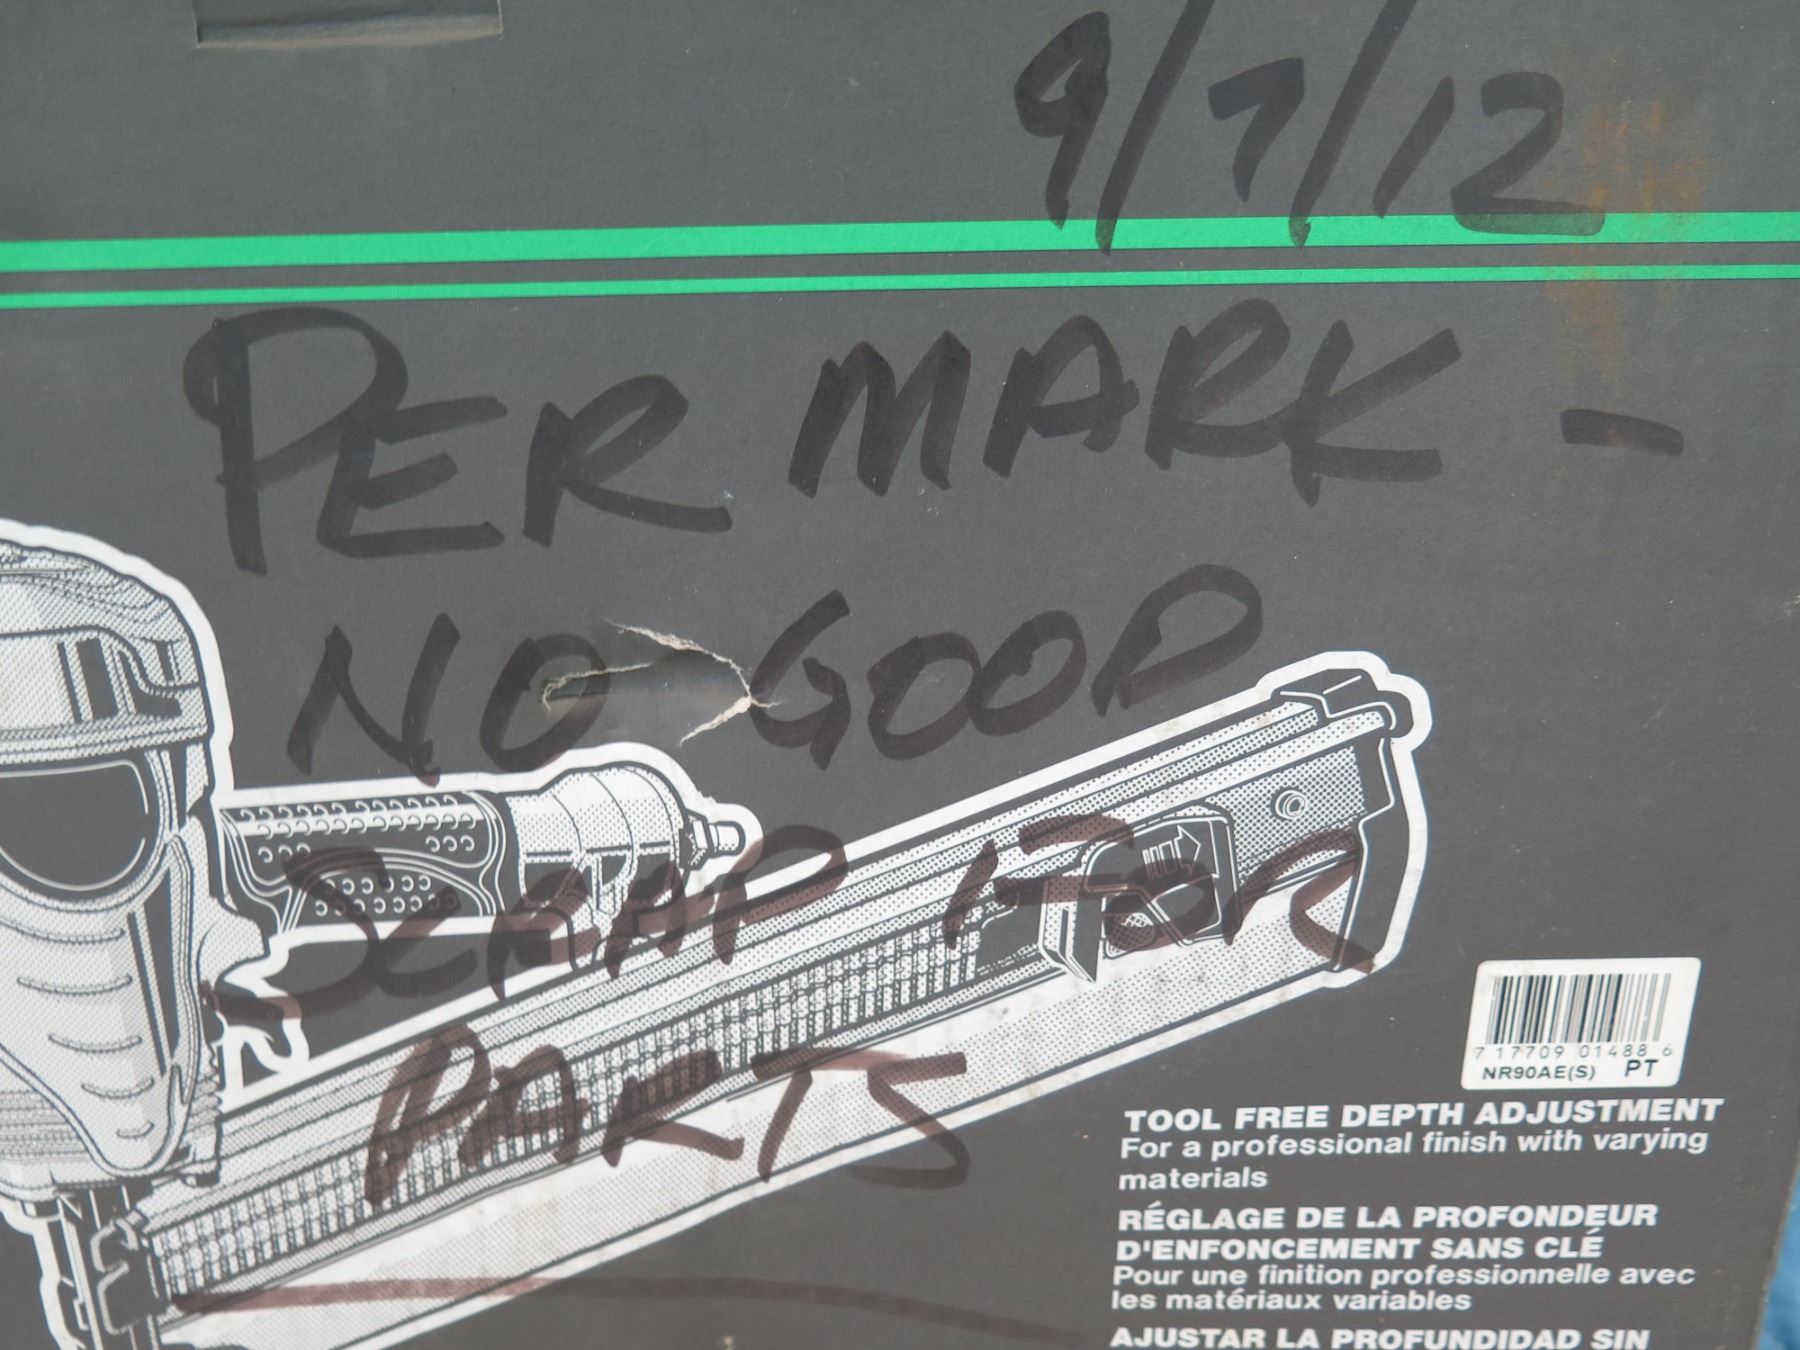 9/7/12
PER MARK -
NO GOOD
SCRAP FOR
PARTS
7 17709 01488 6
NR90AE(S) PT
TOOL FREE DEPTH ADJUSTMENT
For a professional finish with varying
materials
RÉGLAGE DE LA PROFONDEUR
D'ENFONCEMENT SANS CLÉ
Pour une finition professionnelle avec
les matériaux variables
AJUSTAR LA PROFUNDIDAD SIN